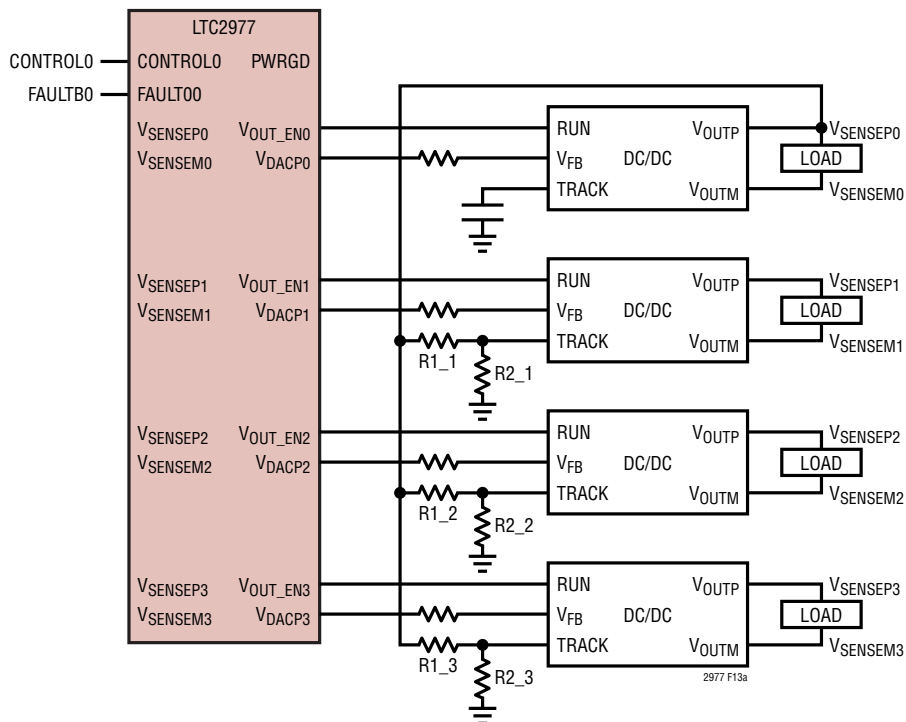 LTC2977
CONTROL0 CONTROL0 PWRGD
FAULTB0 FAULT00
VSENSEP0 VOUT_EN0 RUN VOUTP VSENSEP0
VSENSEM0 VDACP0 VFB DC/DC LOAD
TRACK VOUTM VSENSEM0
VSENSEP1 VOUT_EN1 RUN VOUTP VSENSEP1
VSENSEM1 VDACP1 VFB DC/DC LOAD
TRACK VOUTM VSENSEM1
R1_1
R2_1
VSENSEP2 VOUT_EN2 RUN VOUTP VSENSEP2
VSENSEM2 VDACP2 VFB DC/DC LOAD
TRACK VOUTM VSENSEM2
R1_2
R2_2
VSENSEP3 VOUT_EN3 RUN VOUTP VSENSEP3
VSENSEM3 VDACP3 VFB DC/DC LOAD
TRACK VOUTM VSENSEM3
R1_3
R2_3
2977 F13a